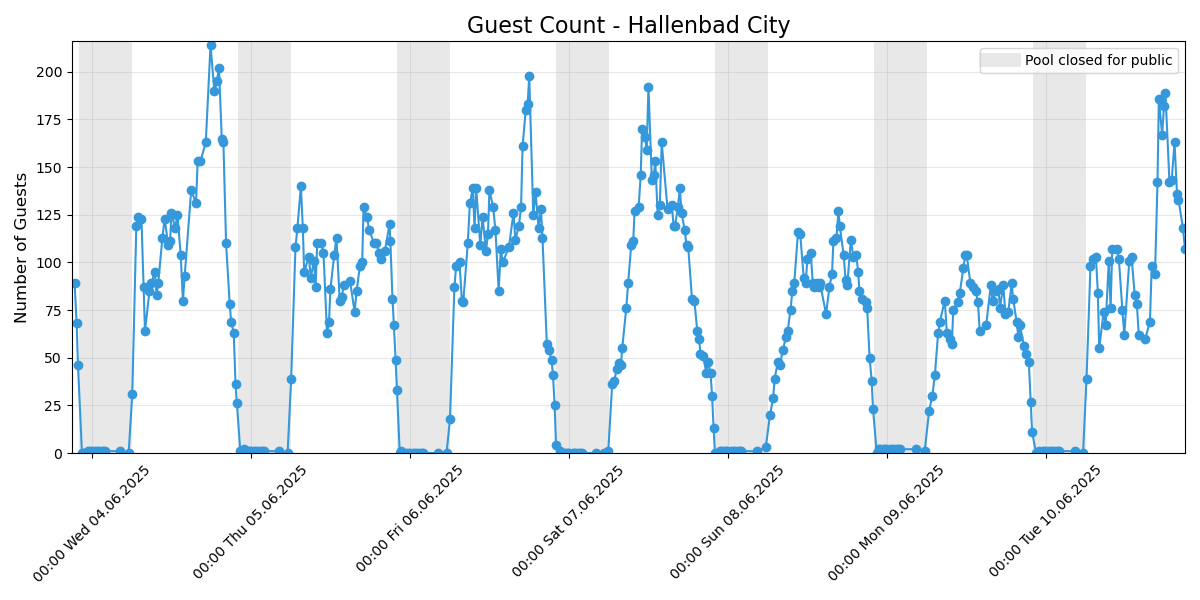 Guest Count - Hallenbad City
Pool closed for public
Number of Guests
200
175
150
125
100
75
50
25
0
00:00 Wed 04.06.2025
00:00 Thu 05.06.2025
00:00 Fri 06.06.2025
00:00 Sat 07.06.2025
00:00 Sun 08.06.2025
00:00 Mon 09.06.2025
00:00 Tue 10.06.2025